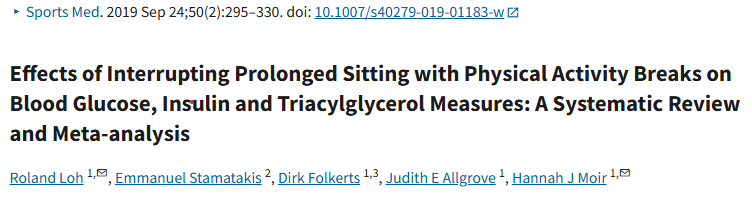 ▸ Sports Med. 2019 Sep 24;50(2):295–330. doi: 10.1007/s40279-019-01183-w
Effects of Interrupting Prolonged Sitting with Physical Activity Breaks on
Blood Glucose, Insulin and Triacylglycerol Measures: A Systematic Review
and Meta-analysis
Roland Loh 1,✉, Emmanuel Stamatakis 2, Dirk Folkerts 1,3, Judith E Allgrove 1, Hannah J Moir 1,✉